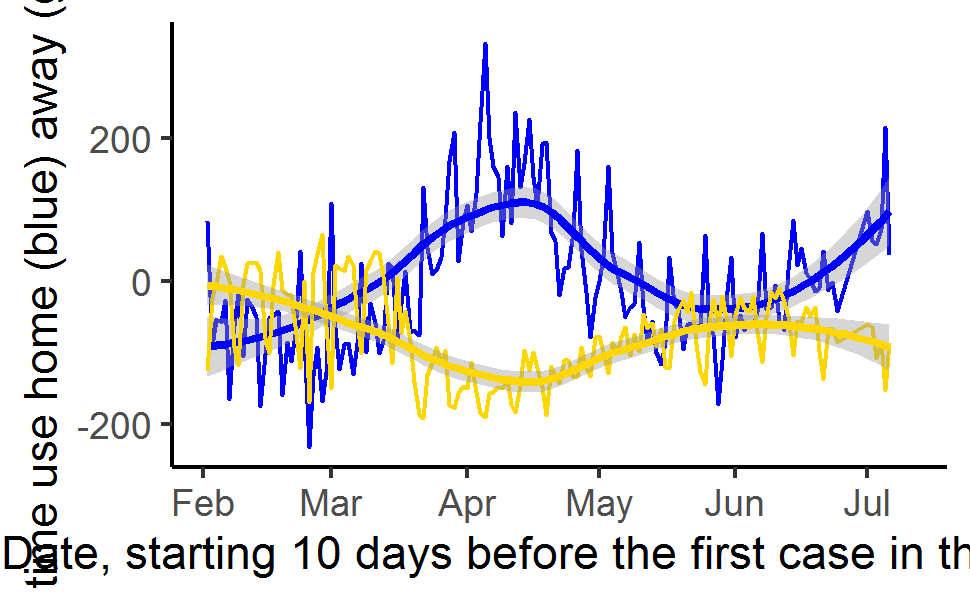 time use home (blue) away (
200
0
-200
Feb Mar Apr May Jun Jul
Date, starting 10 days before the first case in th